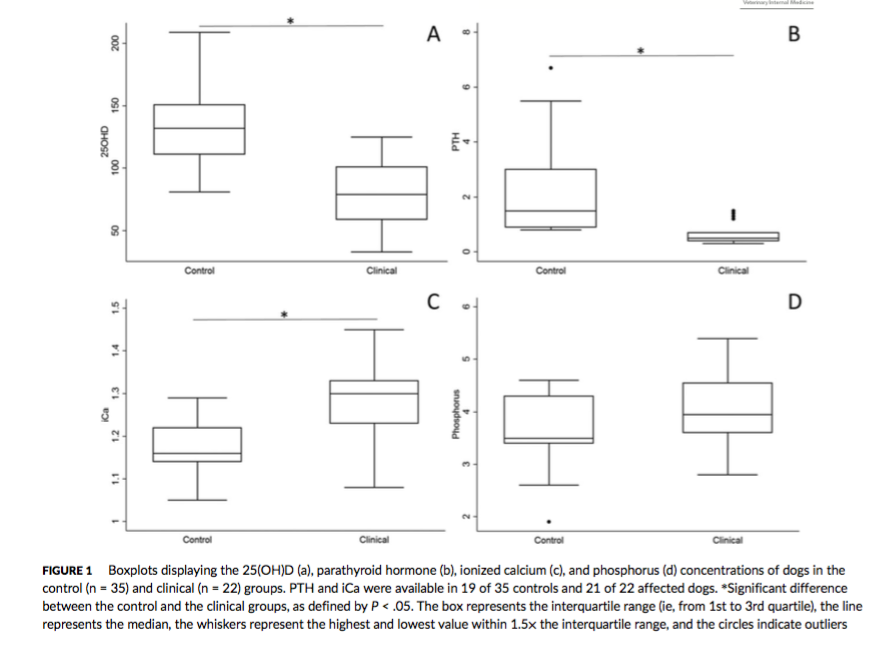 Veterinary Internal Medicine
*
A
200
150
100
50
25OHD
Control
Clinical
*
B
8
6
4
2
0
PTH
Control
Clinical
*
C
1.5
1.4
1.3
1.2
1.1
1
iCa
Control
Clinical
D
6
5
4
3
2
Phosphorus
Control
Clinical
FIGURE 1 Boxplots displaying the 25(OH)D (a), parathyroid hormone (b), ionized calcium (c), and phosphorus (d) concentrations of dogs in the
control (n = 35) and clinical (n = 22) groups. PTH and iCa were available in 19 of 35 controls and 21 of 22 affected dogs. *Significant difference
between the control and the clinical groups, as defined by P < .05. The box represents the interquartile range (ie, from 1st to 3rd quartile), the line
represents the median, the whiskers represent the highest and lowest value within 1.5x the interquartile range, and the circles indicate outliers